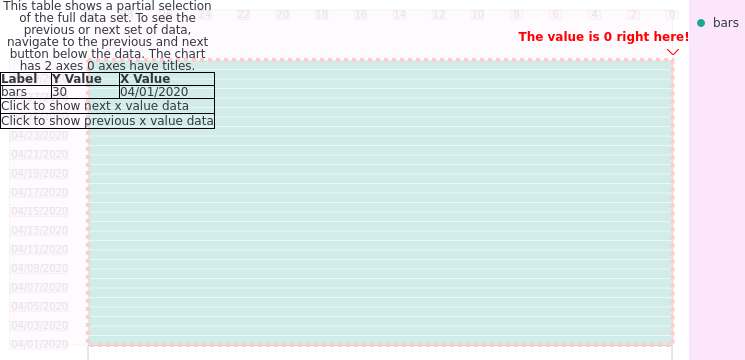 This table shows a partial selection
of the full data set. To see the
previous or next set of data,
navigate to the previous and next
button below the data. The chart
has 2 axes 0 axes have titles.
Label Y Value X Value
bars 30 04/01/2020
Click to show next x value data
Click to show previous x value data
24 22 20 18 16 14 12 10 8 6 4 2 0
The value is 0 right here!
bars
04/23/2020
04/21/2020
04/19/2020
04/17/2020
04/15/2020
04/13/2020
04/11/2020
04/09/2020
04/07/2020
04/05/2020
04/03/2020
04/01/2020